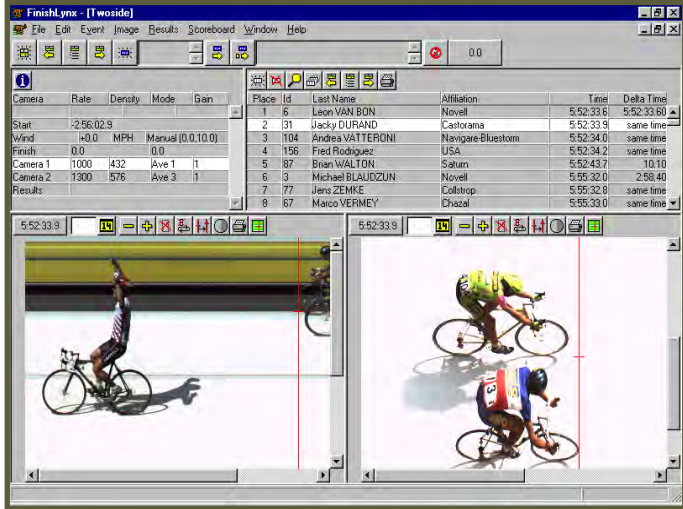 FinishLynx - [Twoside]
File Edit Event Image Results Scoreboard Window Help
0.0
Camera Rate Density Mode Gain
Start -2:56:02.9
Wind +0.0 MPH Manual (0.0,10.0)
Finish 0.0 0.0
Camera 1 1000 432 Ave 1 1
Camera 2 1300 576 Ave 3 1
Results
Place Id Last Name Affiliation Time Delta Time
1 6 Leon VAN BON Novell 5:52:33.6 5:52:33.60
2 31 Jacky DURAND Castorama 5:52:33.9 same time
3 104 Andrea VATTERONI Navigare-Bluestorm 5:52:34.0 same time
4 156 Fred Rodriguez USA 5:52:34.2 same time
5 87 Brian WALTON Saturn 5:52:43.7 10.10
6 3 Michael BLAUDZUN Novell 5:55:32.0 2:58.40
7 77 Jens ZEMKE Collstrop 5:55:32.8 same time
8 67 Marco VERMEY Chazal 5:55:33.0 same time
5:52:33.9
5:52:33.9
113